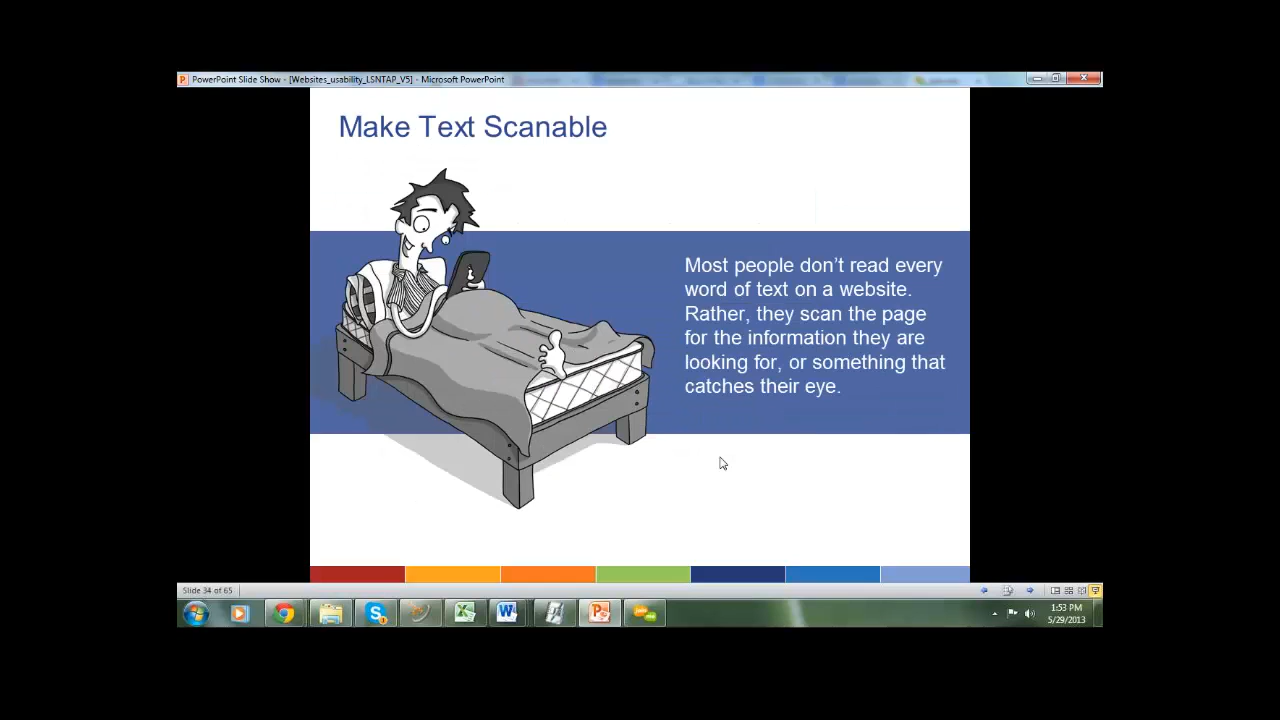 PowerPoint Slide Show - [Websites_usability_LSNTAP_V5] - Microsoft PowerPoint
Make Text Scanable
Most people don’t read every
word of text on a website.
Rather, they scan the page
for the information they are
looking for, or something that
catches their eye.
Slide 34 of 65
1:53 PM
5/29/2013